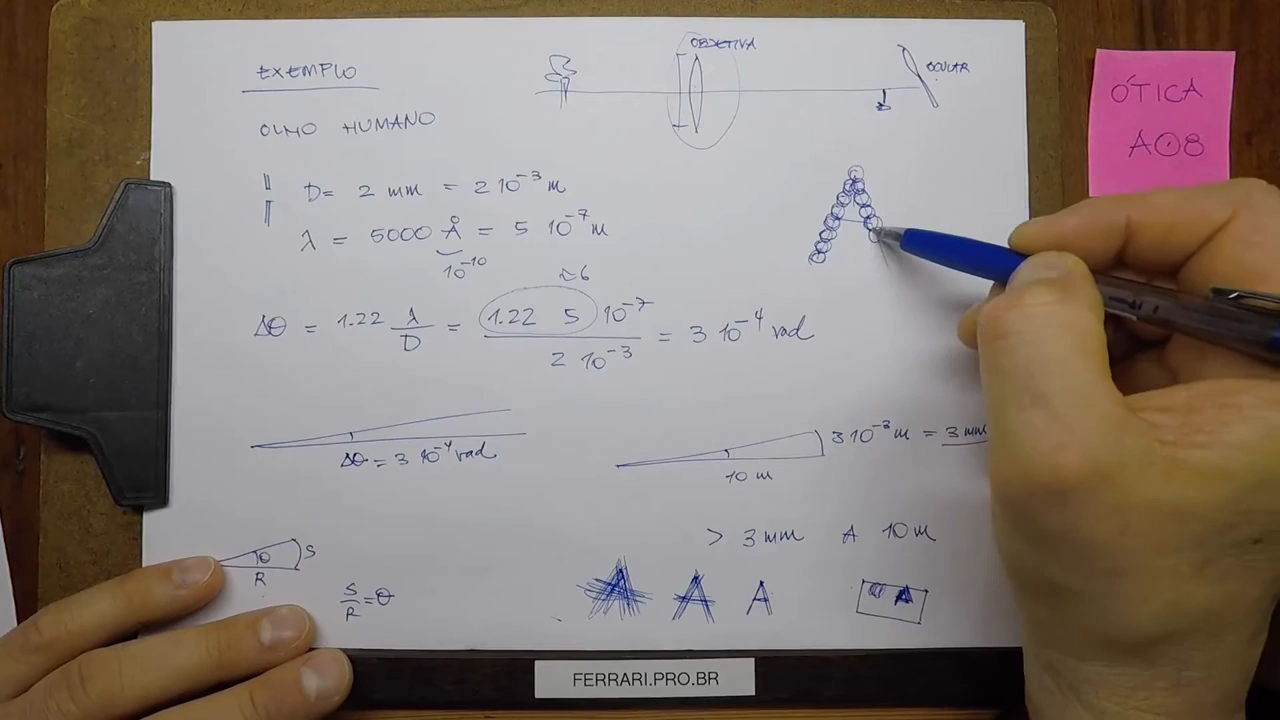 EXEMPLO
OBJETIVA
OCULAR
ÓTICA
A08
OLHO HUMANO
D = 2 mm = 2 10⁻³ m
λ = 5000 Å = 5 10⁻⁷ m
10⁻¹⁰
≈6
Δθ = 1.22 λ/D = 1.22 5 10⁻⁷ / 2 10⁻³ = 3 10⁻⁴ rad
A
Δθ = 3 10⁻⁴ rad
10 m
3 10⁻³ m = 3 mm
> 3 mm A 10 m
θ
S
R
S/R = θ
A A A
A
FERRARI.PRO.BR